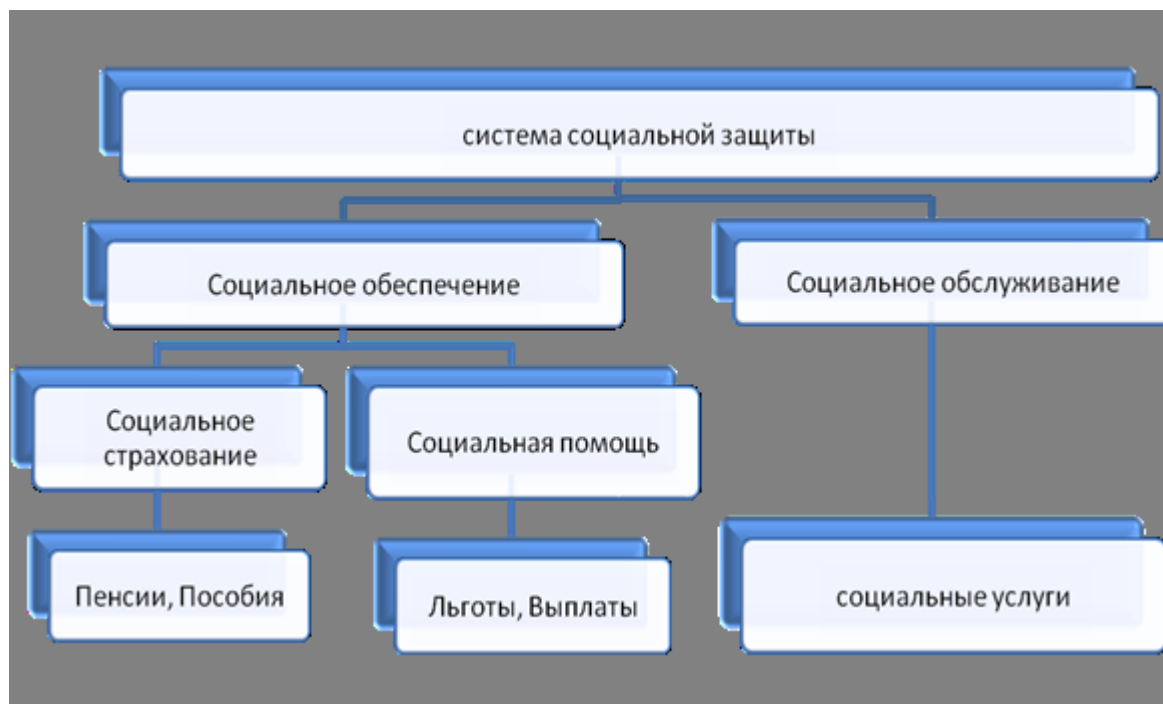 система социальной защиты
Социальное обеспечение
Социальное обслуживание
Социальное
страхование
Социальная помощь
Пенсии, Пособия
Льготы, Выплаты
социальные услуги